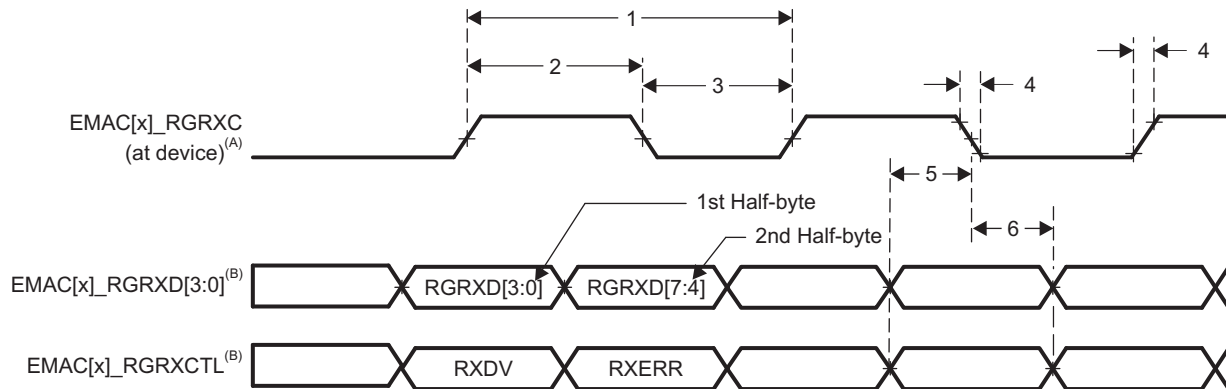 1
2
3
4
4
EMAC[x]_RGRXC
(at device)(A)
5
6
1st Half-byte
2nd Half-byte
EMAC[x]_RGRXD[3:0](B)
RGRXD[3:0]
RGRXD[7:4]
EMAC[x]_RGRXCTL(B)
RXDV
RXERR